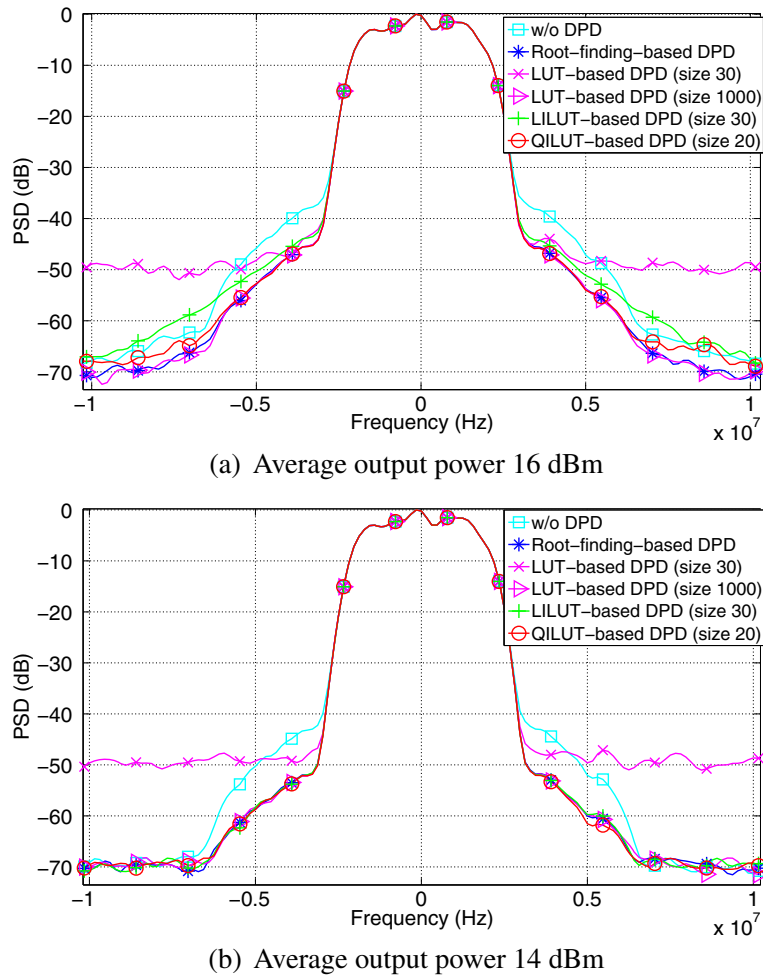 0
−10
−20
−30
−40
−50
−60
−70
PSD (dB)
w/o DPD
Root−finding−based DPD
LUT−based DPD (size 30)
LUT−based DPD (size 1000)
LILUT−based DPD (size 30)
QILUT−based DPD (size 20)
−1 −0.5 0 0.5 1
Frequency (Hz)
x 10^7
(a) Average output power 16 dBm
0
−10
−20
−30
−40
−50
−60
−70
PSD (dB)
w/o DPD
Root−finding−based DPD
LUT−based DPD (size 30)
LUT−based DPD (size 1000)
LILUT−based DPD (size 30)
QILUT−based DPD (size 20)
−1 −0.5 0 0.5 1
Frequency (Hz)
x 10^7
(b) Average output power 14 dBm